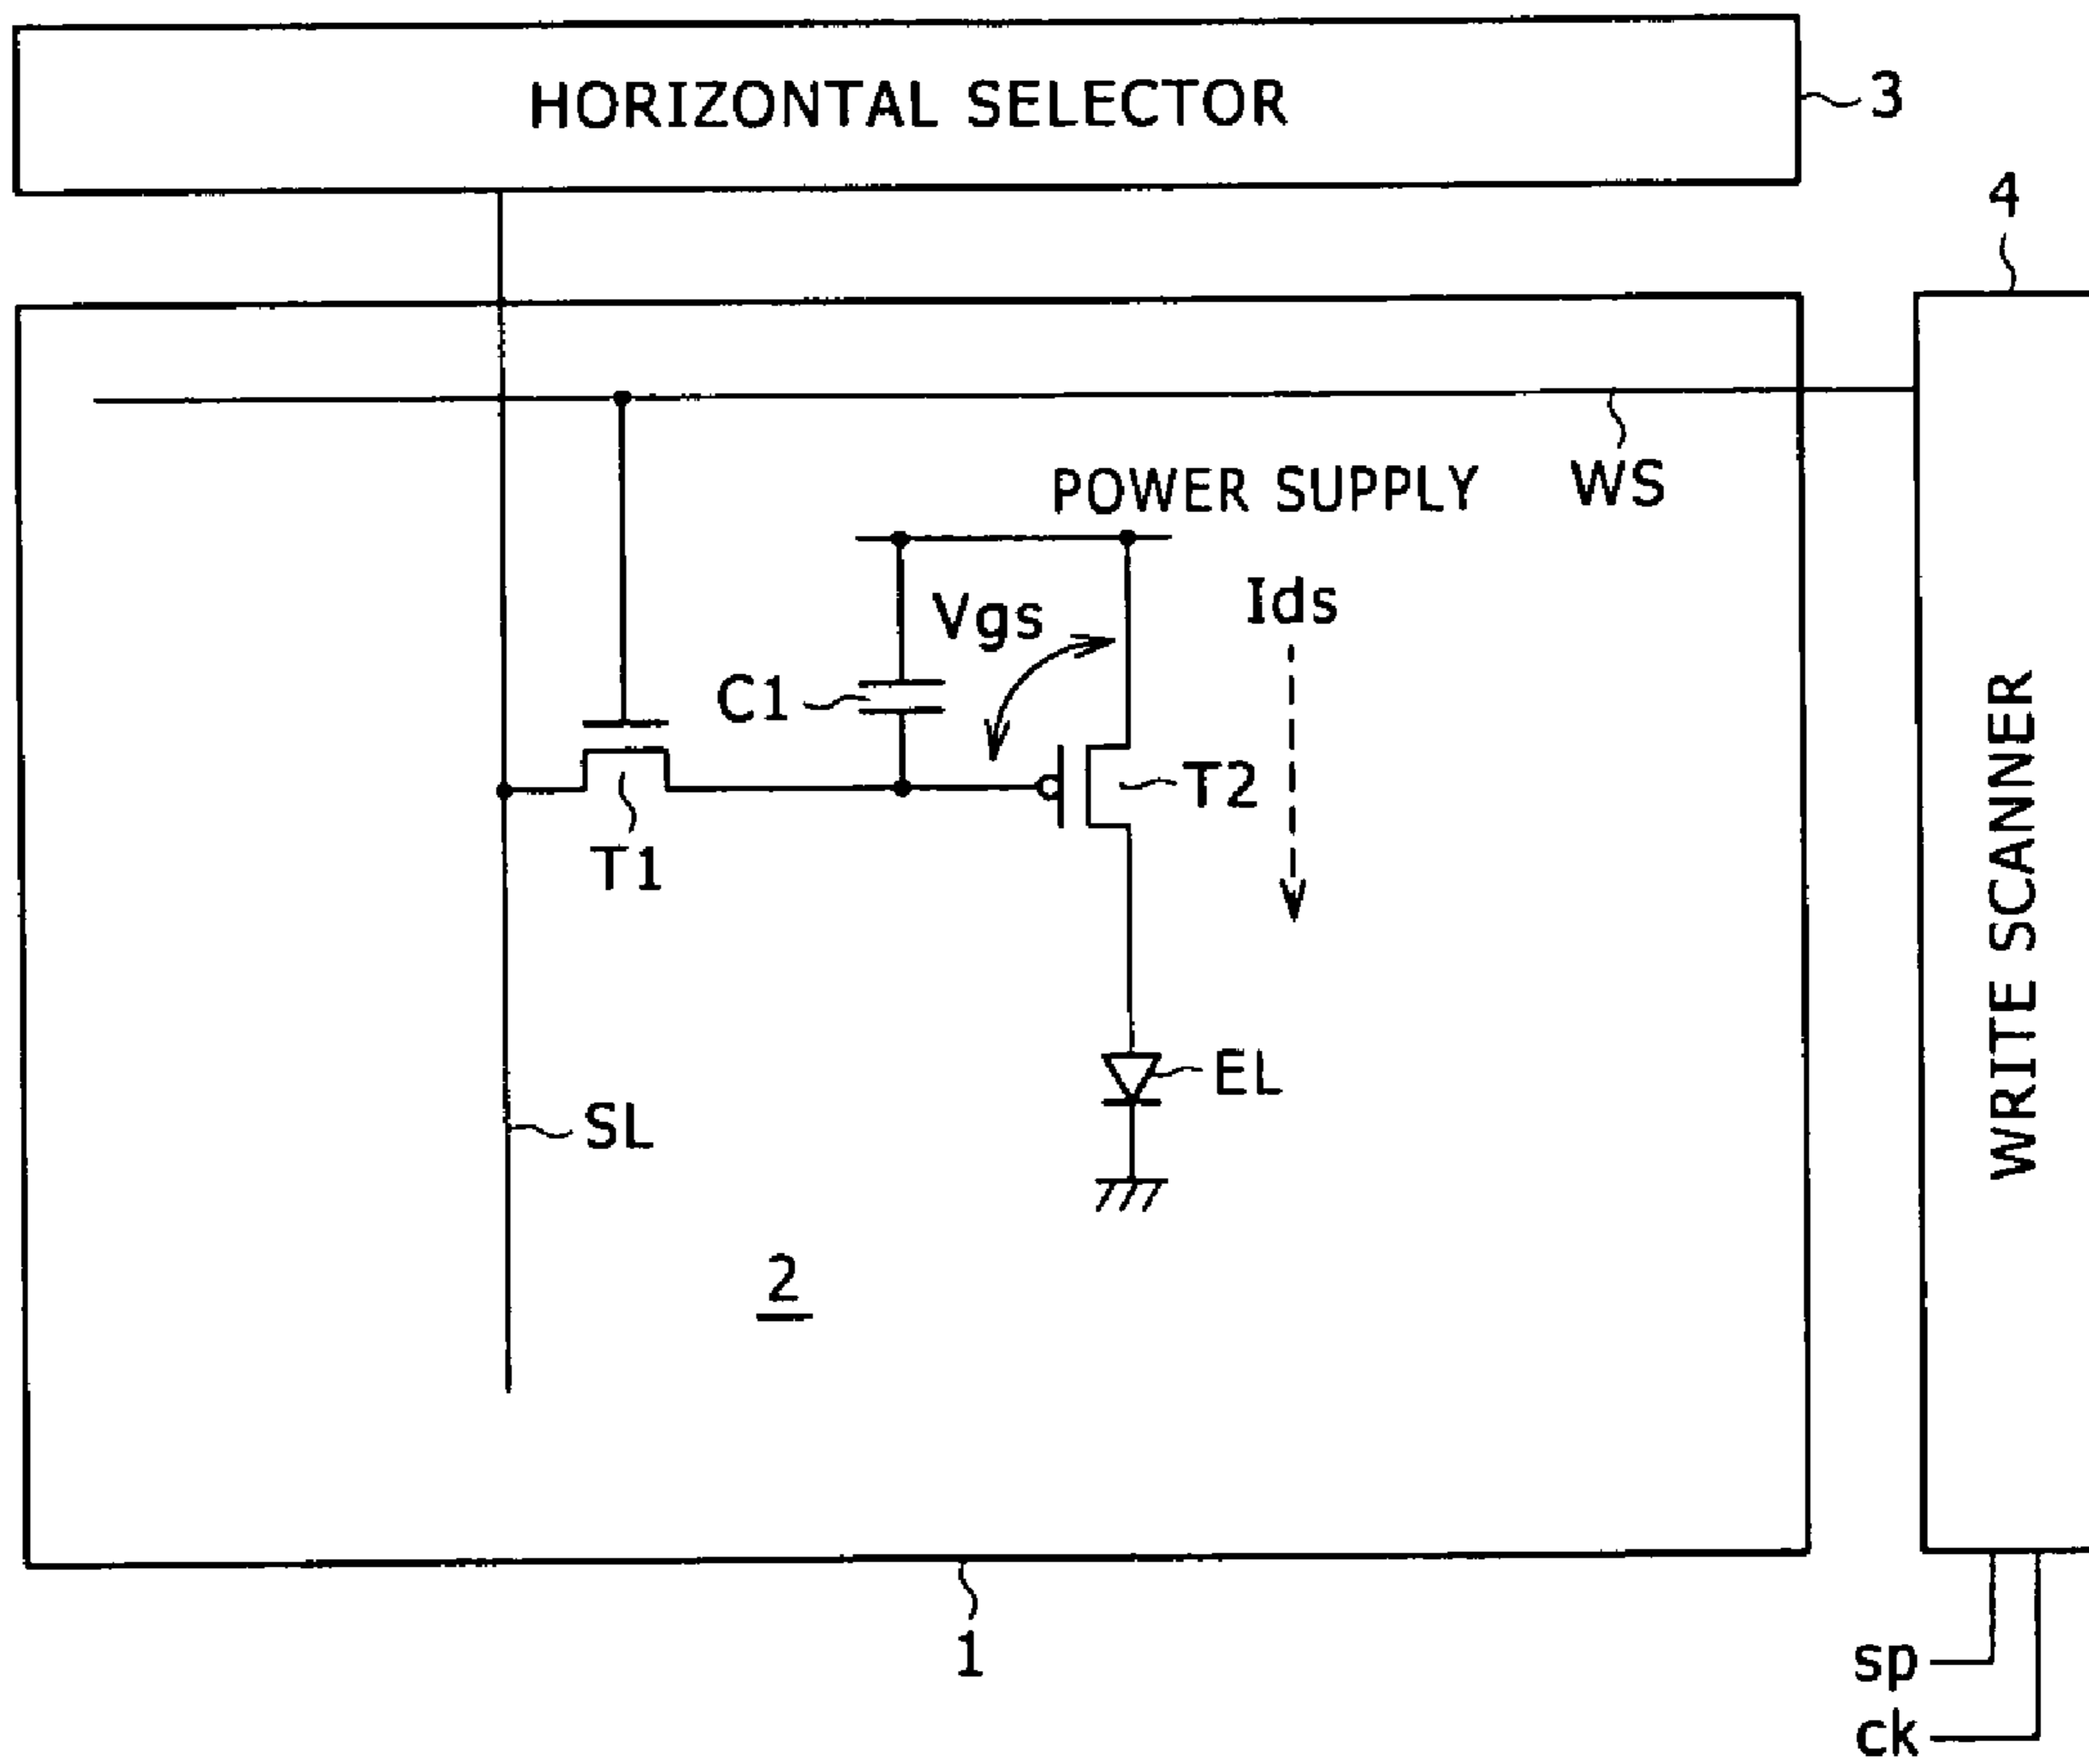 HORIZONTAL SELECTOR
3
4
WS
POWER SUPPLY
Ids
Vgs
C1
T2
T1
WRITE SCANNER
EL
SL
2
1
sp
ck